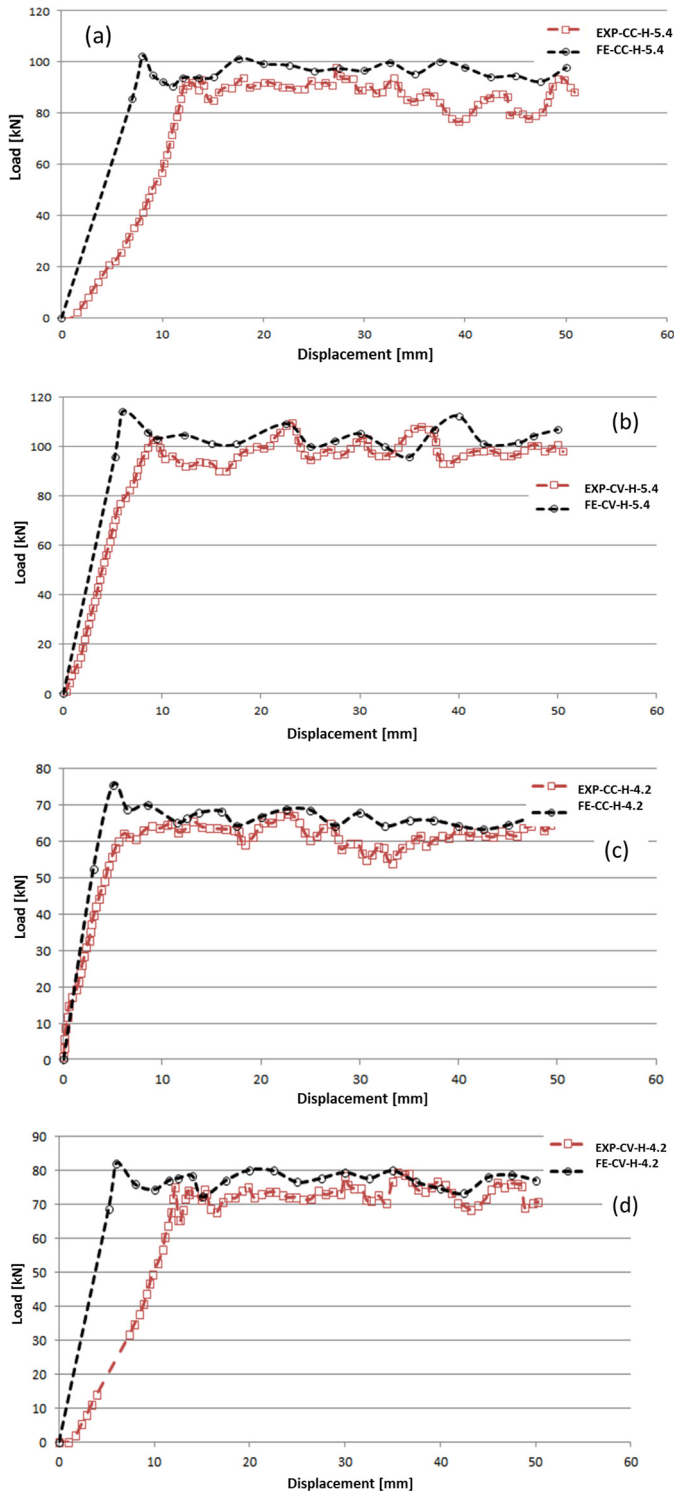 (a)
EXP-CC-H-5.4
FE-CC-H-5.4
120
100
80
60
40
20
0
Load [kN]
0 10 20 30 40 50 60
Displacement [mm]
(b)
EXP-CV-H-5.4
FE-CV-H-5.4
120
100
80
60
40
20
0
Load [kN]
0 10 20 30 40 50 60
Displacement [mm]
EXP-CC-H-4.2
FE-CC-H-4.2
(c)
80
70
60
50
40
30
20
10
0
Load [kN]
0 10 20 30 40 50 60
Displacement [mm]
EXP-CV-H-4.2
FE-CV-H-4.2
(d)
90
80
70
60
50
40
30
20
10
0
Load [kN]
0 10 20 30 40 50 60
Displacement [mm]